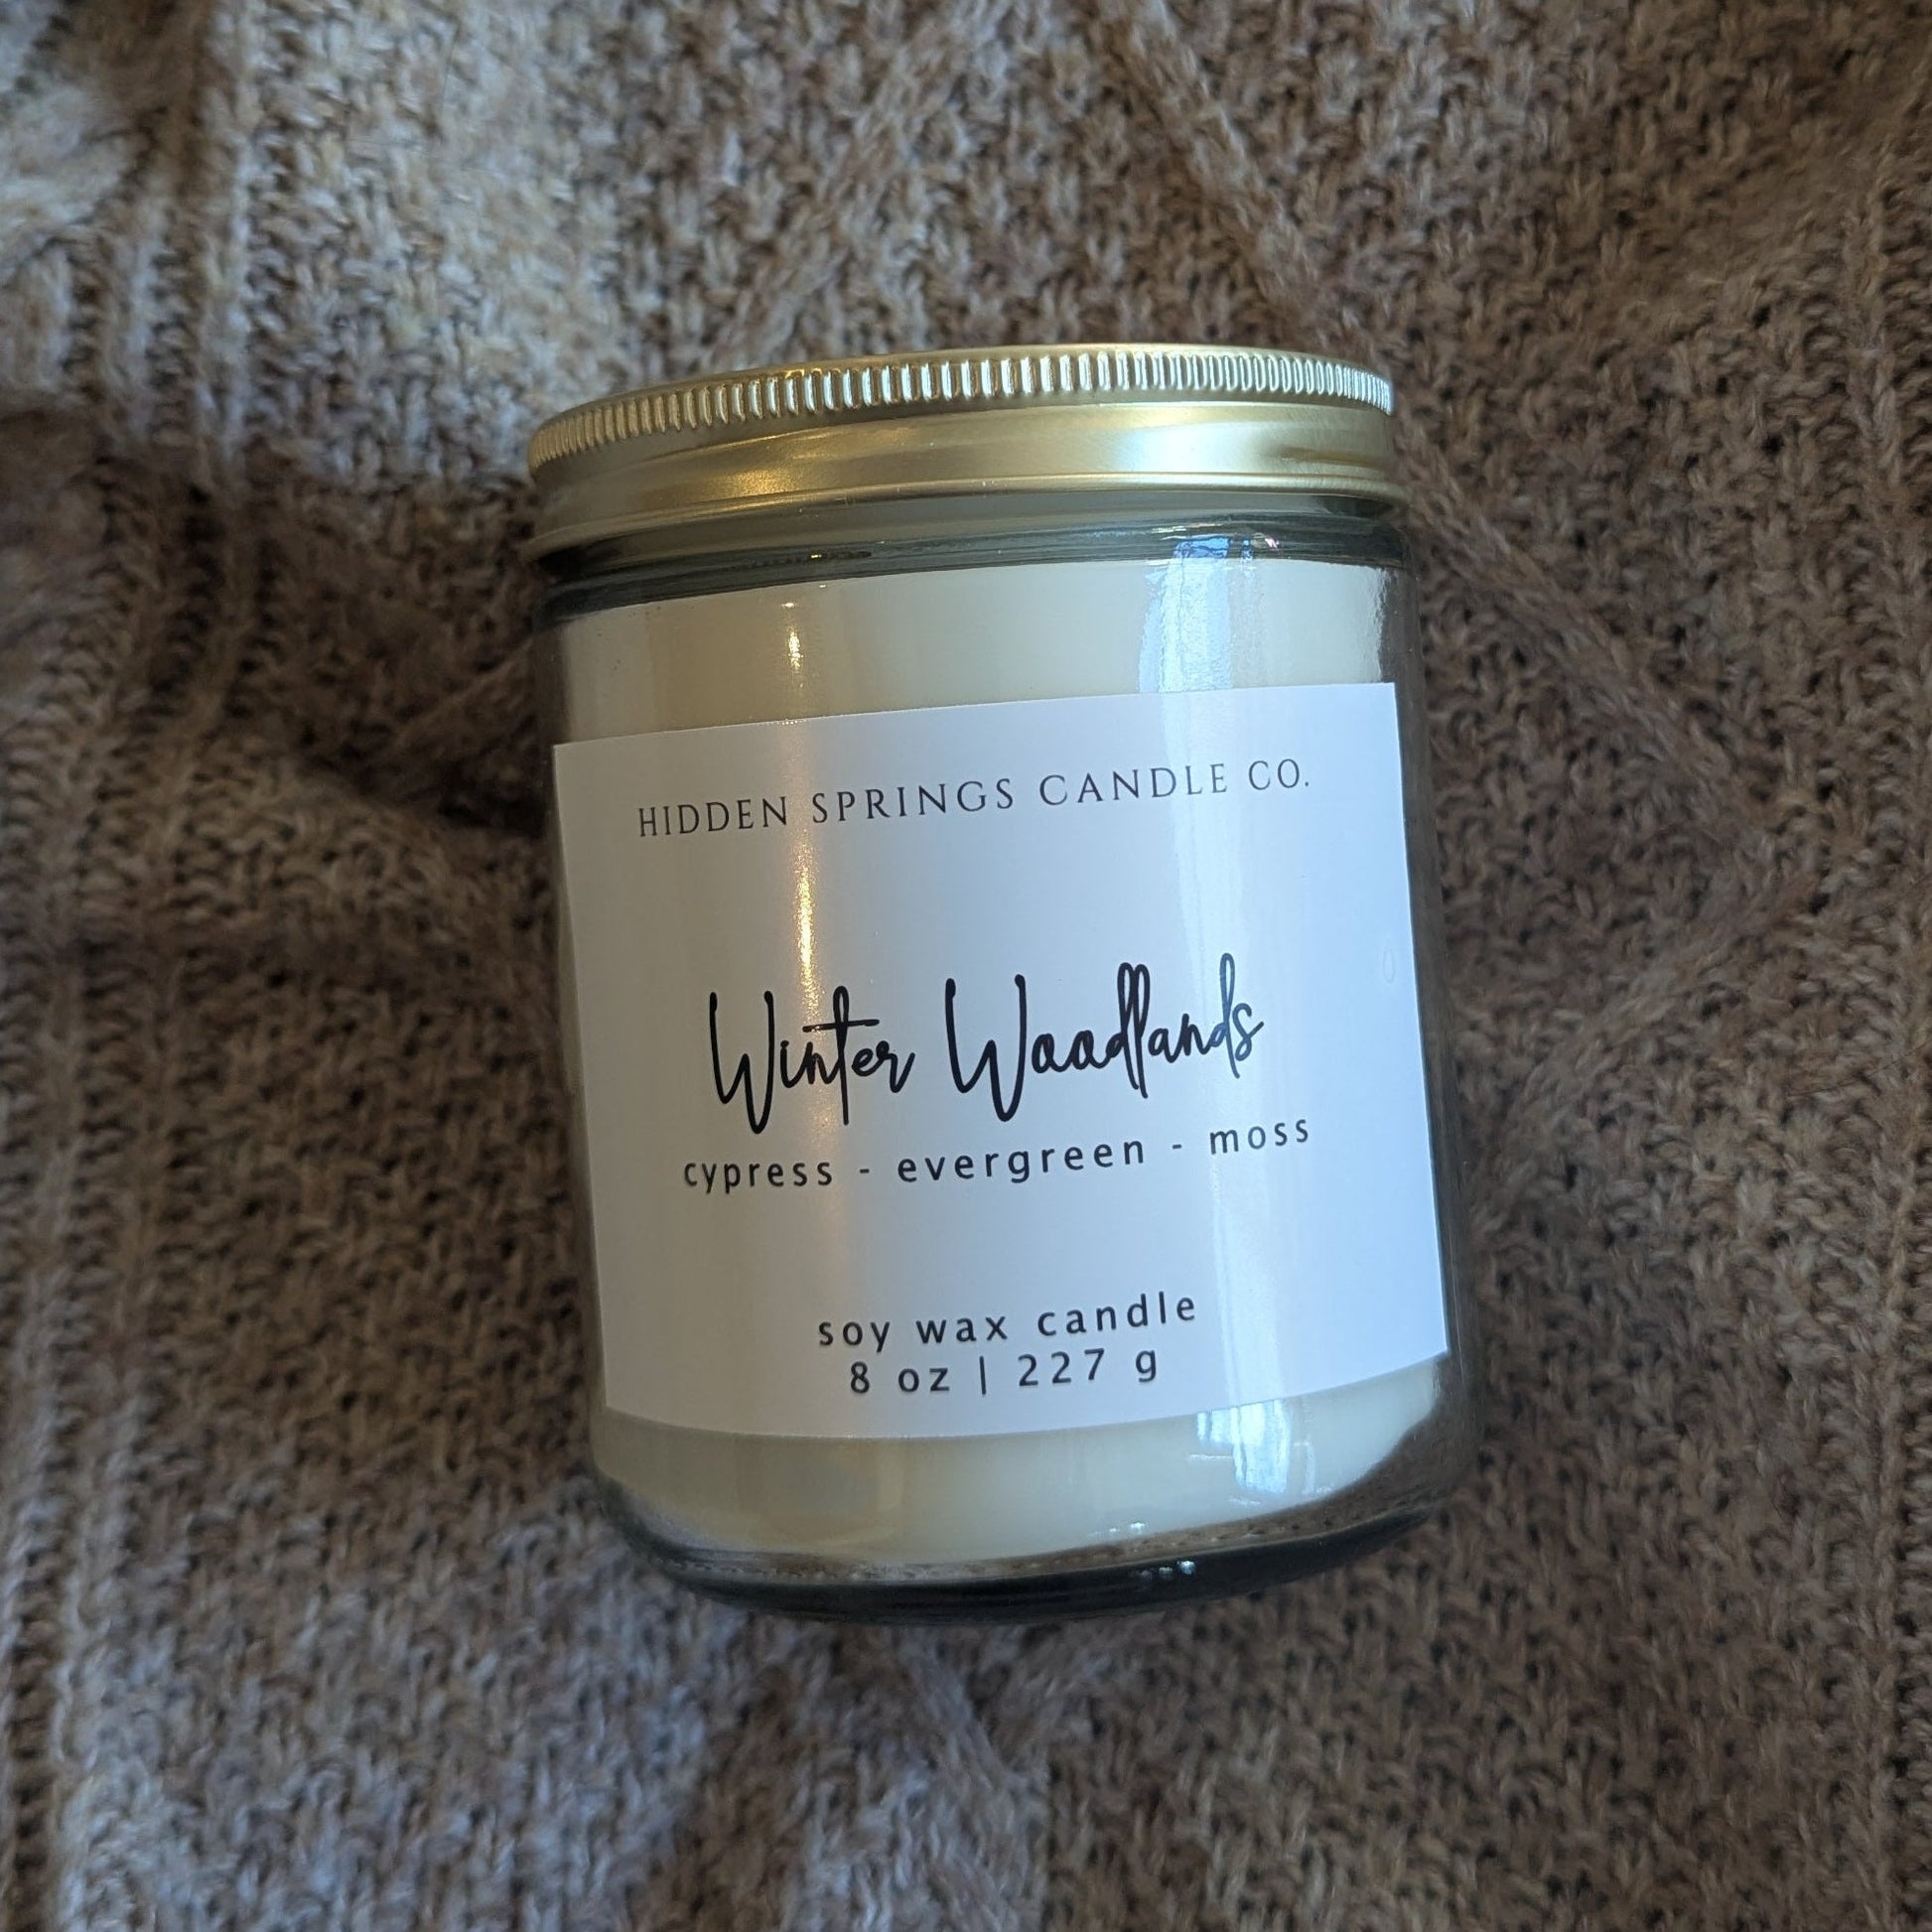 HIDDEN SPRINGS CANDLE CO.
Winter Woodlands
cypress - evergreen - moss
soy wax candle
8 oz | 227 g